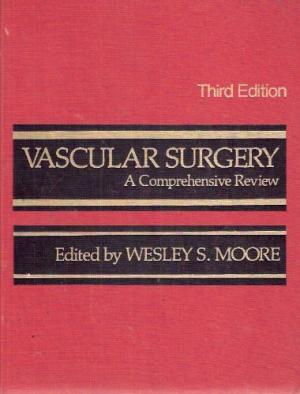 Third Edition
VASCULAR SURGERY
A Comprehensive Review
Edited by WESLEY S. MOORE